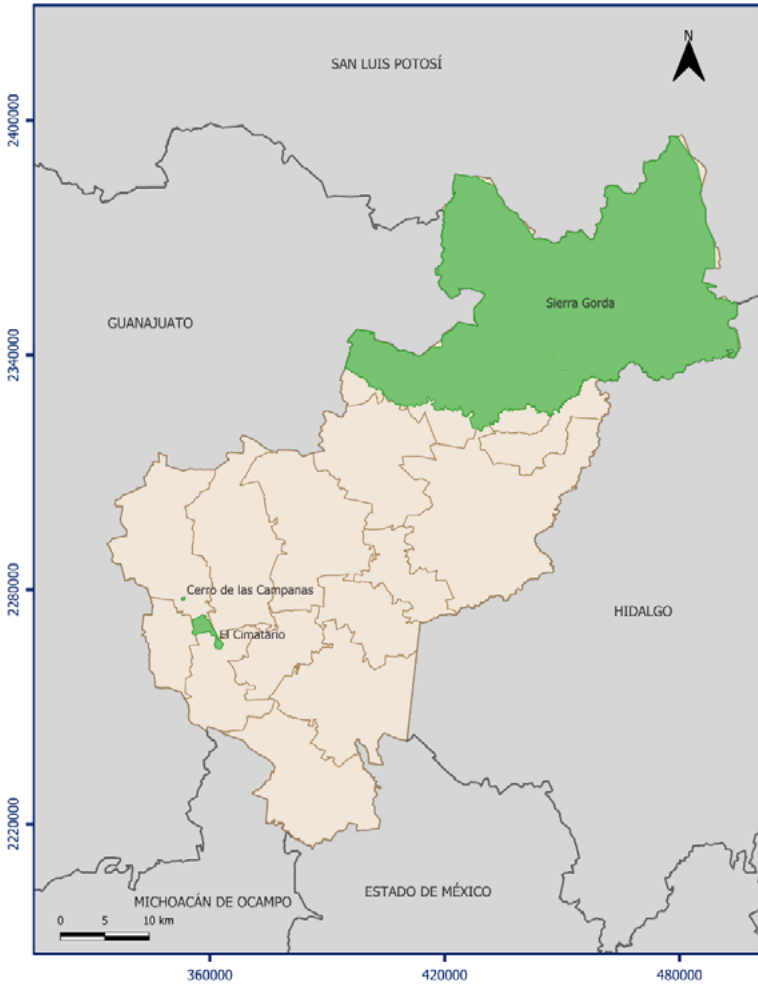 N
SAN LUIS POTOSÍ
2400000
Sierra Gorda
GUANAJUATO
2340000
2280000
Cerro de las Campanas
HIDALGO
El Cimatario
2220000
ESTADO DE MÉXICO
MICHOACÁN DE OCAMPO
0 5 10 km
360000 420000 480000